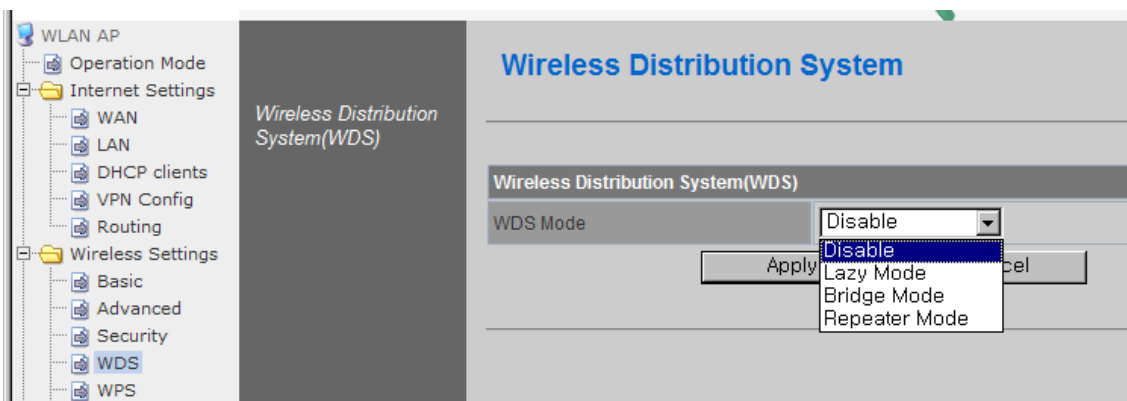 WLAN AP
Operation Mode
Internet Settings
WAN
LAN
DHCP clients
VPN Config
Routing
Wireless Settings
Basic
Advanced
Security
WDS
WPS
Wireless Distribution
System(WDS)
Wireless Distribution System
Wireless Distribution System(WDS)
WDS Mode
Disable
Disable
Lazy Mode
Bridge Mode
Repeater Mode
Apply
cel